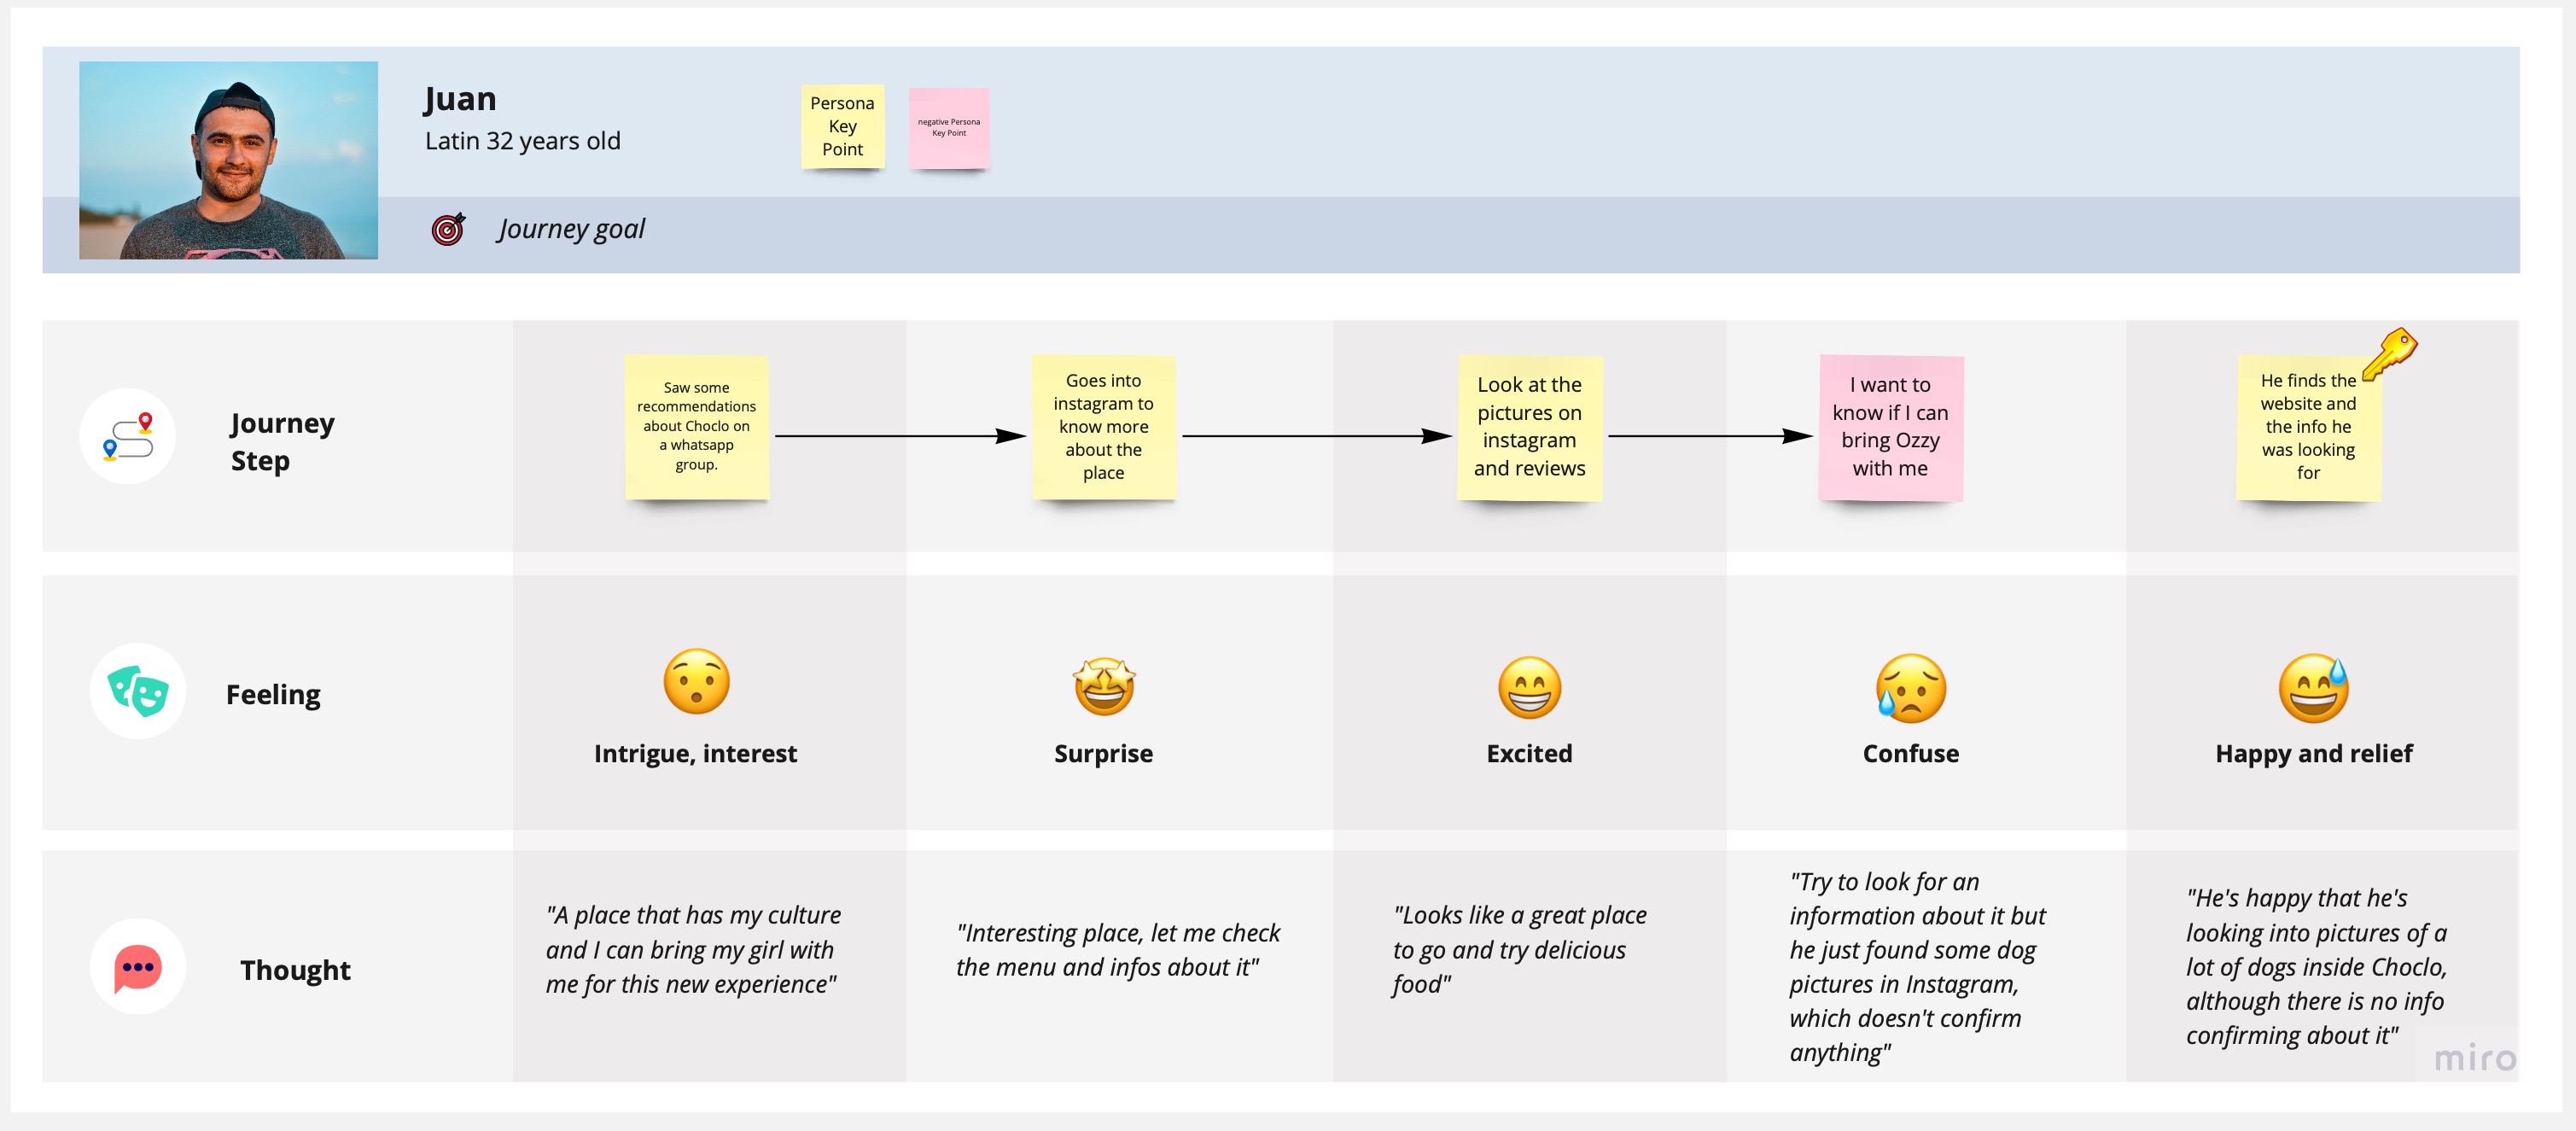 Juan
Latin 32 years old
Persona
Key
Point
negative Persona
Key Point
Journey goal
Journey
Step
Saw some
recommendations
about Choclo on
a whatsapp
group.
Goes into
instagram to
know more
about the
place
Look at the
pictures on
instagram
and reviews
I want to
know if I can
bring Ozzy
with me
He finds the
website and
the info he
was looking
for
Feeling
Intrigue, interest
Surprise
Excited
Confuse
Happy and relief
Thought
"A place that has my culture
and I can bring my girl with
me for this new experience"
"Interesting place, let me check
the menu and infos about it"
"Looks like a great place
to go and try delicious
food"
"Try to look for an
information about it but
he just found some dog
pictures in Instagram,
which doesn't confirm
anything"
"He's happy that he's
looking into pictures of a
lot of dogs inside Choclo,
although there is no info
confirming about it"
miro